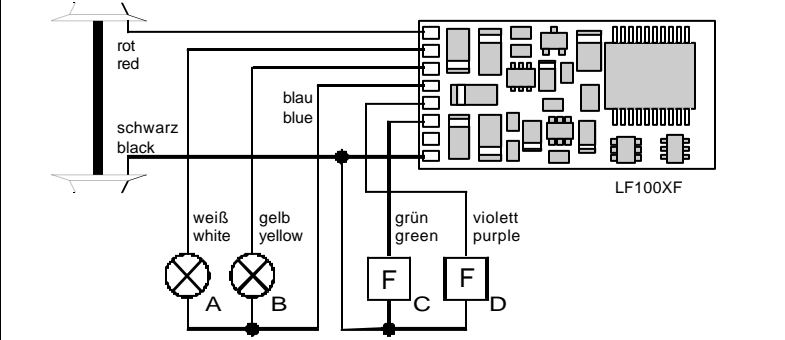 rot
red
blau
blue
schwarz
black
LF100XF
weiß
white
gelb
yellow
grün
green
violett
purple
F
F
A
B
C
D